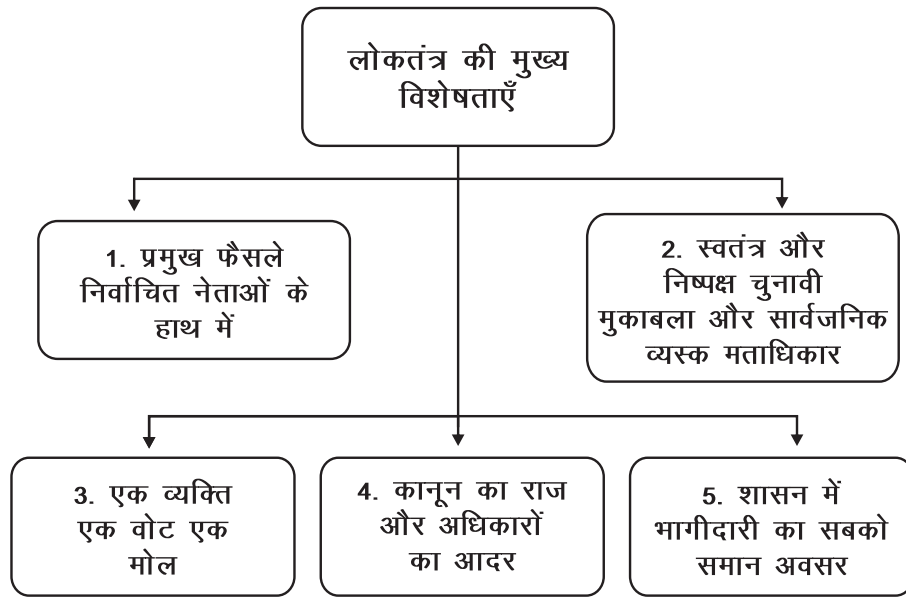 लोकतंत्र की मुख्य
विशेषताएँ
1. प्रमुख फैसले
निर्वाचित नेताओं के
हाथ में
2. स्वतंत्र और
निष्पक्ष चुनावी
मुकाबला और सार्वजनिक
व्यस्क मताधिकार
3. एक व्यक्ति
एक वोट एक
मोल
4. कानून का राज
और अधिकारों
का आदर
5. शासन में
भागीदारी का सबको
समान अवसर